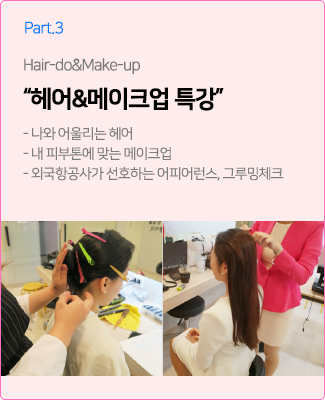 Part.3
Hair-do&Make-up
“헤어&메이크업 특강”
- 나와 어울리는 헤어
- 내 피부톤에 맞는 메이크업
- 외국항공사가 선호하는 어피어런스, 그루밍체크